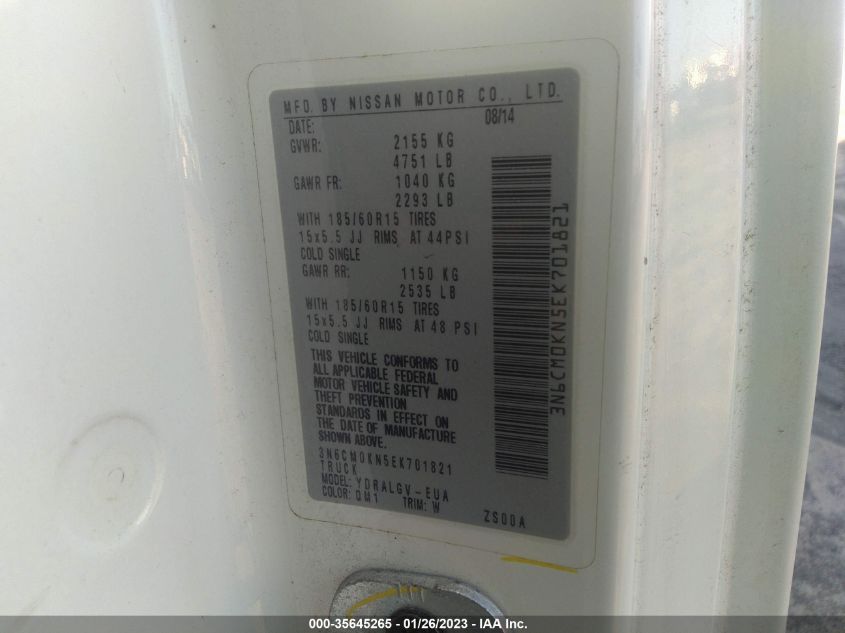 MFD. BY NISSAN MOTOR CO., LTD.
DATE: 08/14
GVWR: 2155 KG
4751 LB
GAWR FR: 1040 KG
2293 LB
WITH 185/60R15 TIRES
15x5.5 JJ RIMS AT 44PSI
COLD SINGLE
GAWR RR: 1150 KG
2535 LB
WITH 185/60R15 TIRES
15x5.5 JJ RIMS AT 48 PSI
COLD SINGLE
THIS VEHICLE CONFORMS TO
ALL APPLICABLE FEDERAL
MOTOR VEHICLE SAFETY AND
THEFT PREVENTION
STANDARDS IN EFFECT ON
THE DATE OF MANUFACTURE
SHOWN ABOVE.
3N6CM0KN5EK701821
TRUCK
MODEL: YDRALGV-EUA
COLOR: QM1 TRIM: W
ZS00A
3N6CM0KN5EK701821
000-35645265 - 01/26/2023 - IAA Inc.